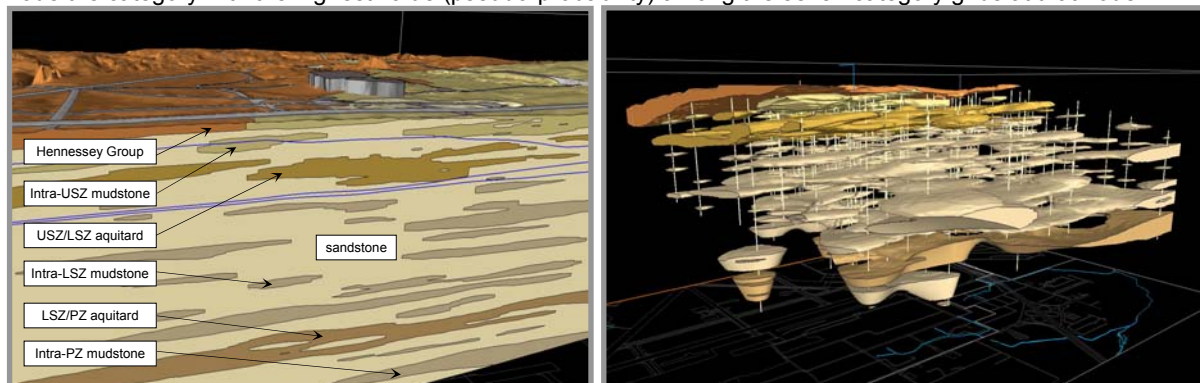 Hennessey Group
Intra-USZ mudstone
USZ/LSZ aquitard
sandstone
Intra-LSZ mudstone
LSZ/PZ aquitard
Intra-PZ mudstone